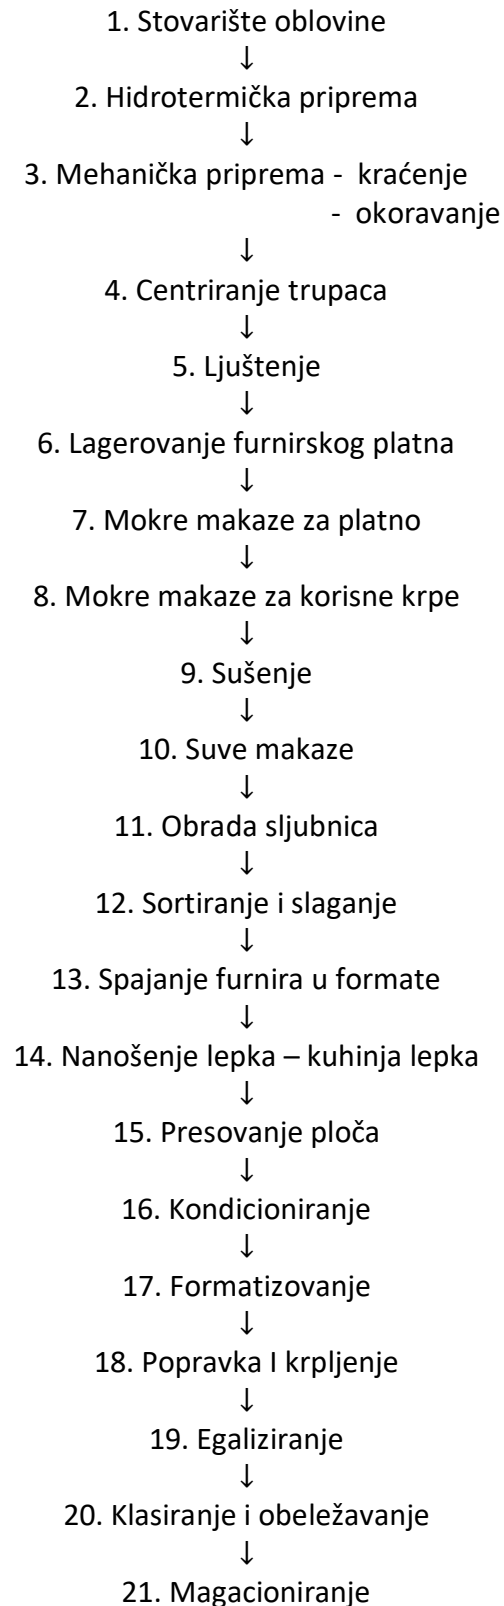 1. Stovarište oblovine
↓
2. Hidrotermička priprema
↓
3. Mehanička priprema - kraćenje
- okoravanje
↓
4. Centriranje trupaca
↓
5. Ljuštenje
↓
6. Lagerovanje furnirskog platna
↓
7. Mokre makaze za platno
↓
8. Mokre makaze za korisne krpe
↓
9. Sušenje
↓
10. Suve makaze
↓
11. Obrada sljubnica
↓
12. Sortiranje i slaganje
↓
13. Spajanje furnira u formate
↓
14. Nanošenje lepka – kuhinja lepka
↓
15. Presovanje ploča
↓
16. Kondicioniranje
↓
17. Formatizovanje
↓
18. Popravka I krpljenje
↓
19. Egaliziranje
↓
20. Klasiranje i obeležavanje
↓
21. Magacioniranje